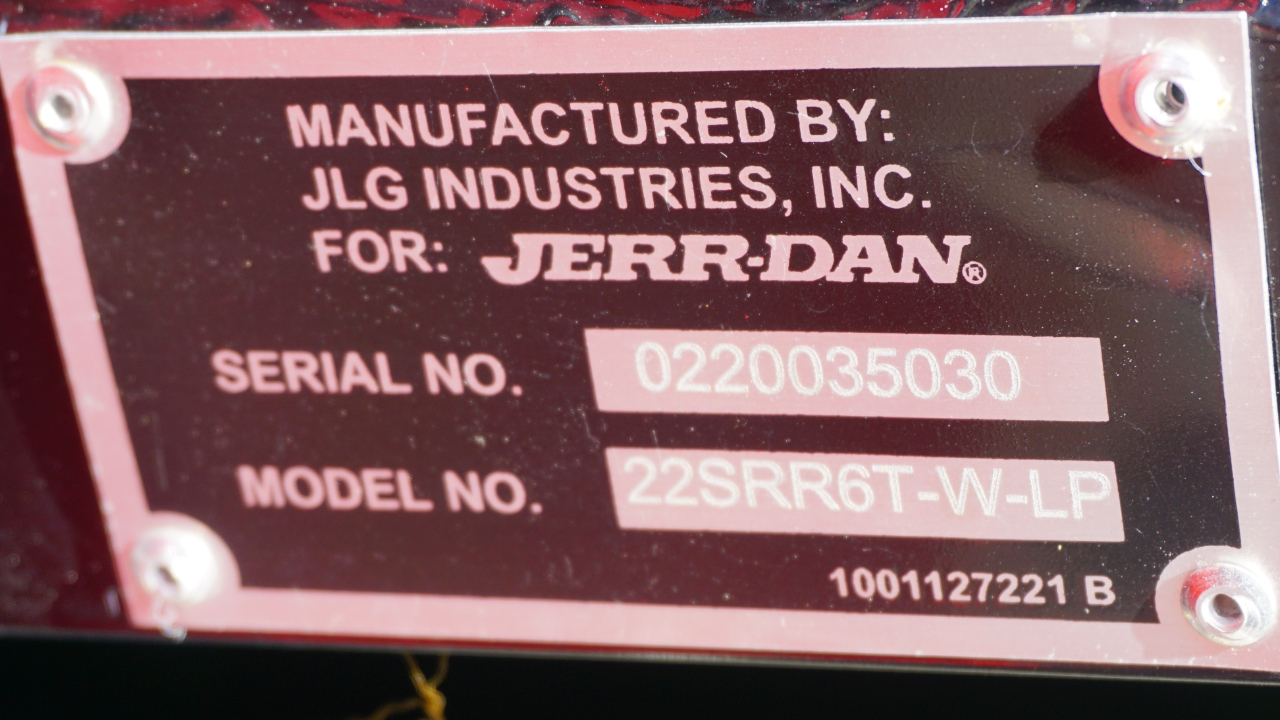 MANUFACTURED BY:
JLG INDUSTRIES, INC.
FOR: JERR-DAN®
SERIAL NO. 0220035030
MODEL NO. 22SRR6T-W-LP
1001127221 B